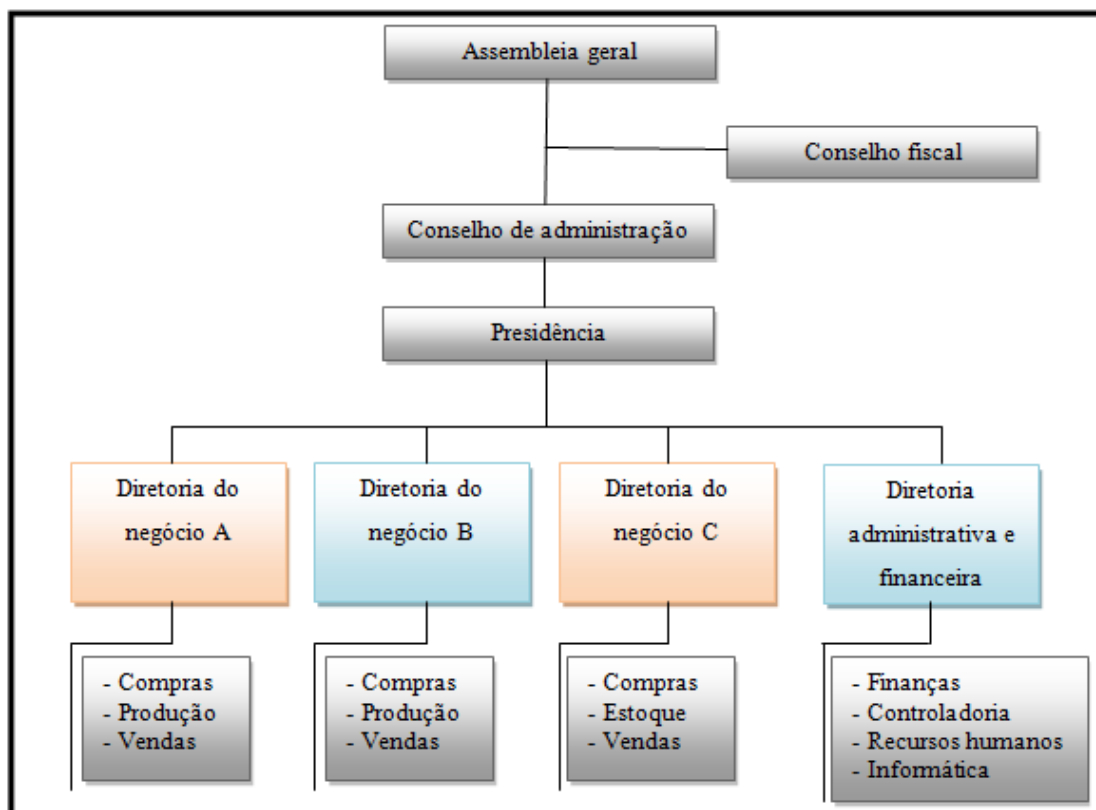 Assembleia geral
Conselho fiscal
Conselho de administração
Presidência
Diretoria do
negócio A
Diretoria do
negócio B
Diretoria do
negócio C
Diretoria
administrativa e
financeira
- Compras
- Produção
- Vendas
- Compras
- Produção
- Vendas
- Compras
- Estoque
- Vendas
- Finanças
- Controladoria
- Recursos humanos
- Informática